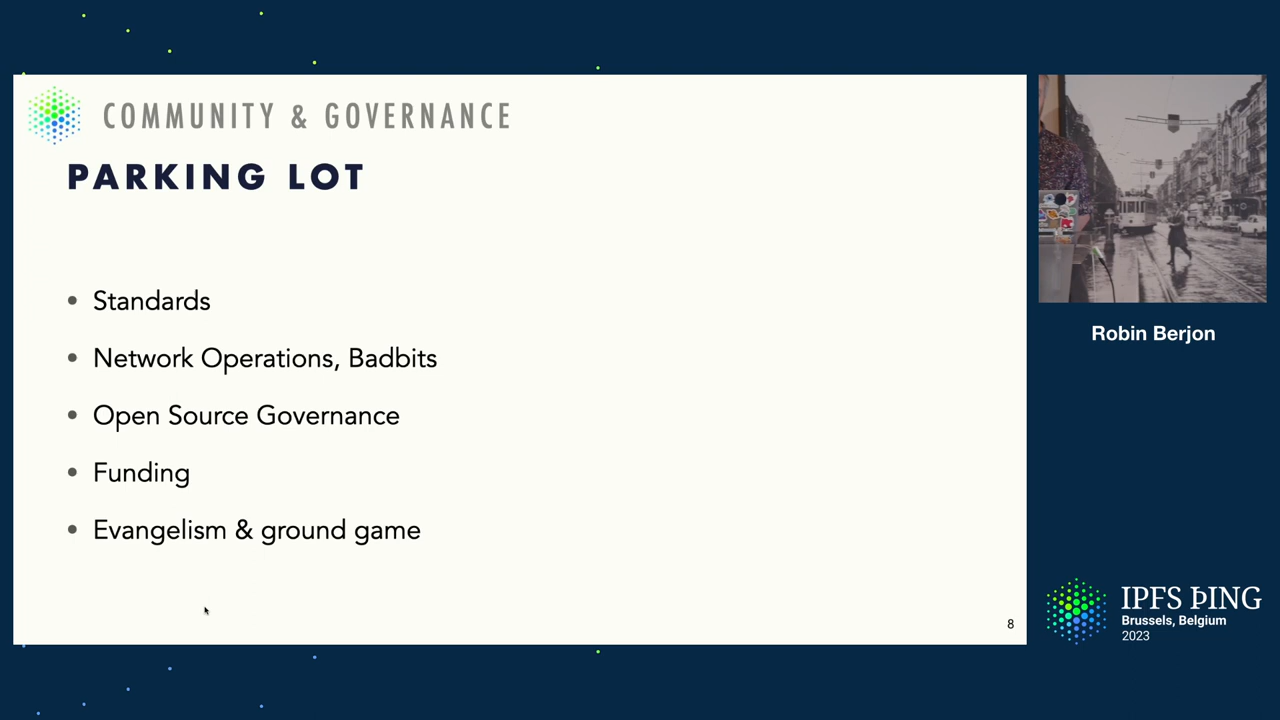 COMMUNITY & GOVERNANCE
PARKING LOT
• Standards
• Network Operations, Badbits
• Open Source Governance
• Funding
• Evangelism & ground game
8
Robin Berjon
IPFS ÞING
Brussels, Belgium
2023